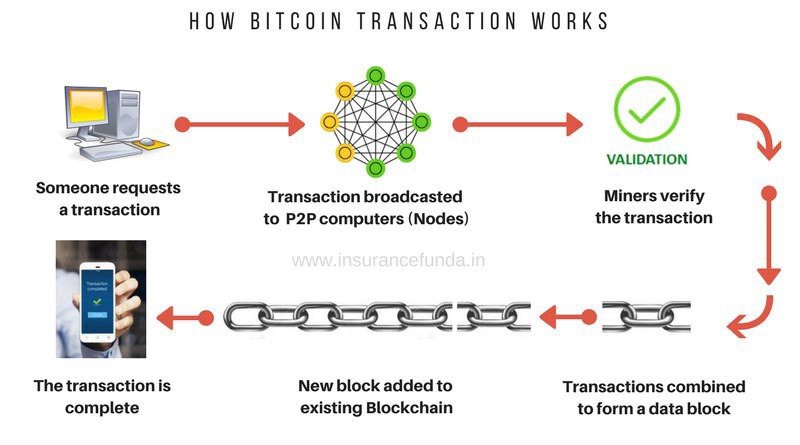 HOW BITCOIN TRANSACTION WORKS
VALIDATION
Someone requests
a transaction
Transaction broadcasted
to P2P computers (Nodes)
Miners verify
the transaction
www.insurancefunda.in
Transaction
completed
The transaction is
complete
New block added to
existing Blockchain
Transactions combined
to form a data block